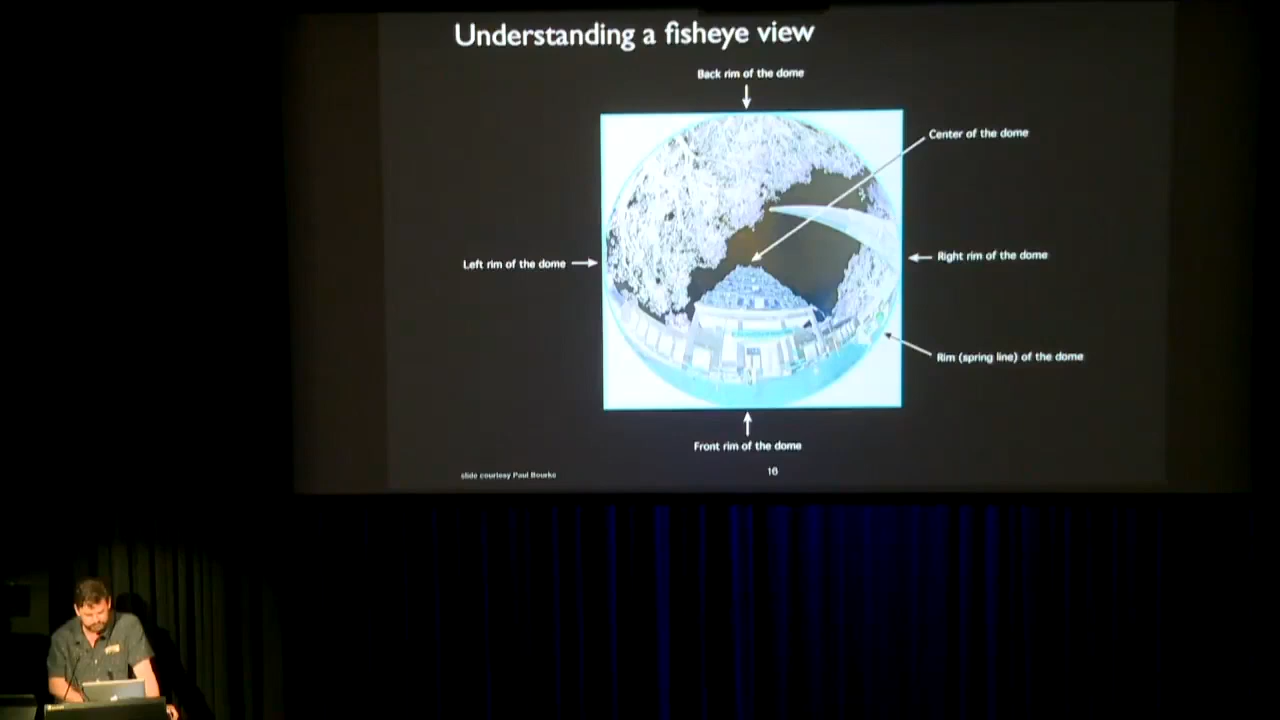 Understanding a fisheye view
Back rim of the dome
Center of the dome
Left rim of the dome
Right rim of the dome
Rim (spring line) of the dome
Front rim of the dome
slide courtesy Paul Bourke
16